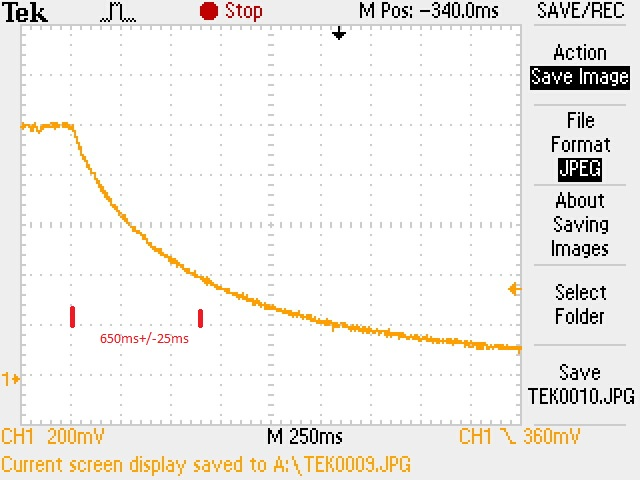 Tek Stop M Pos: -340.0ms SAVE/REC
Action
Save Image
File
Format
JPEG
About
Saving
Images
Select
Folder
650ms+/-25ms
1
Save
TEK0010.JPG
CH1 200mV M 250ms CH1 360mV
Current screen display saved to A:\TEK0009.JPG